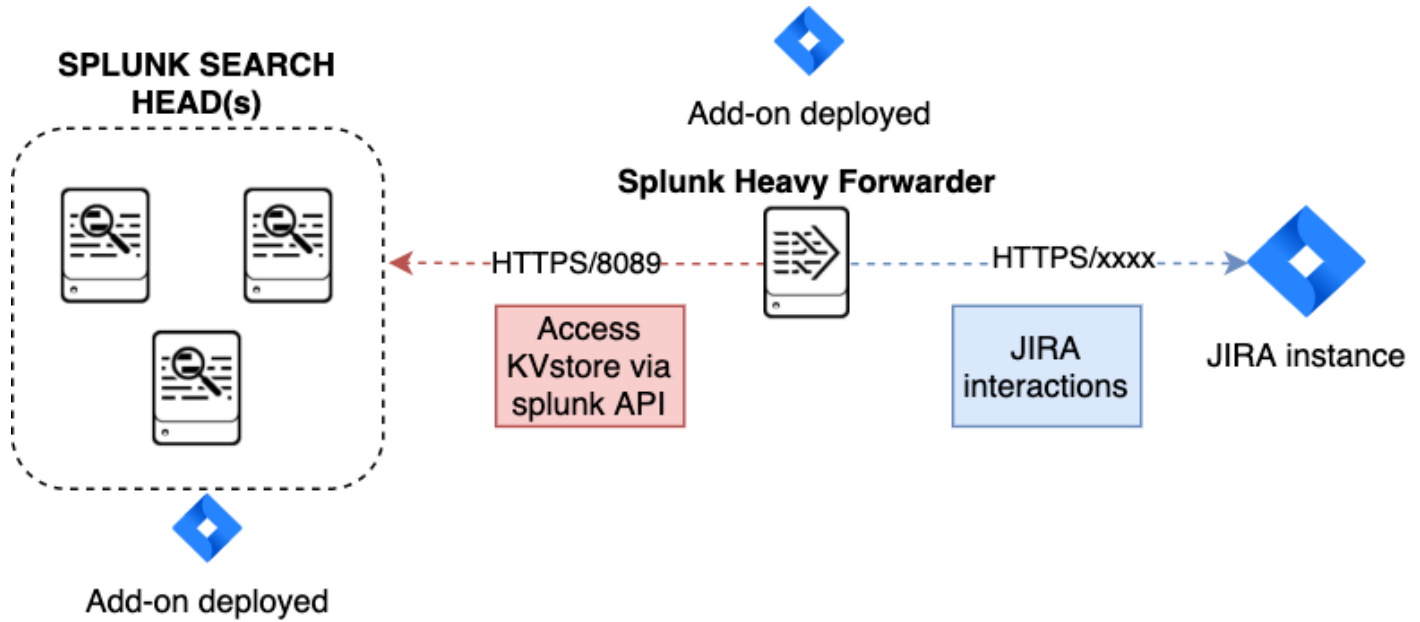 SPLUNK SEARCH
HEAD(s)
Add-on deployed
Splunk Heavy Forwarder
HTTPS/8089
HTTPS/xxxx
Access
KVstore via
splunk API
JIRA
interactions
JIRA instance
Add-on deployed